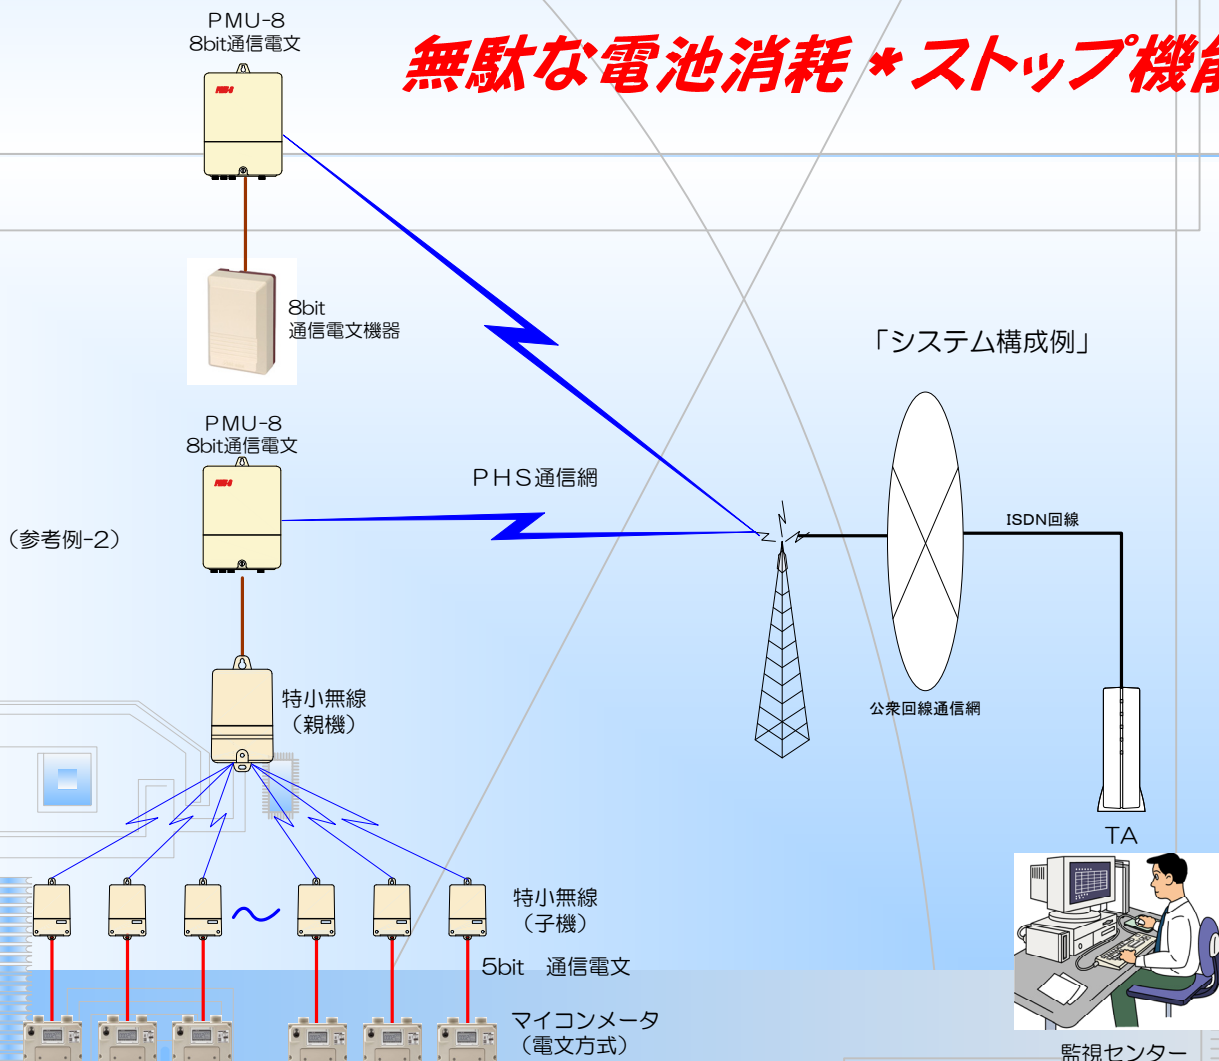 無駄な電池消耗*ストップ機能
PMU-8
8bit通信電文
PMU-8
8bit
通信電文機器
「システム構成例」
PMU-8
8bit通信電文
PMU-8
PHS通信網
(参考例-2)
ISDN回線
公衆回線通信網
特小無線
(親機)
TA
特小無線
(子機)
5bit 通信電文
マイコンメータ
(電文方式)
監視センター